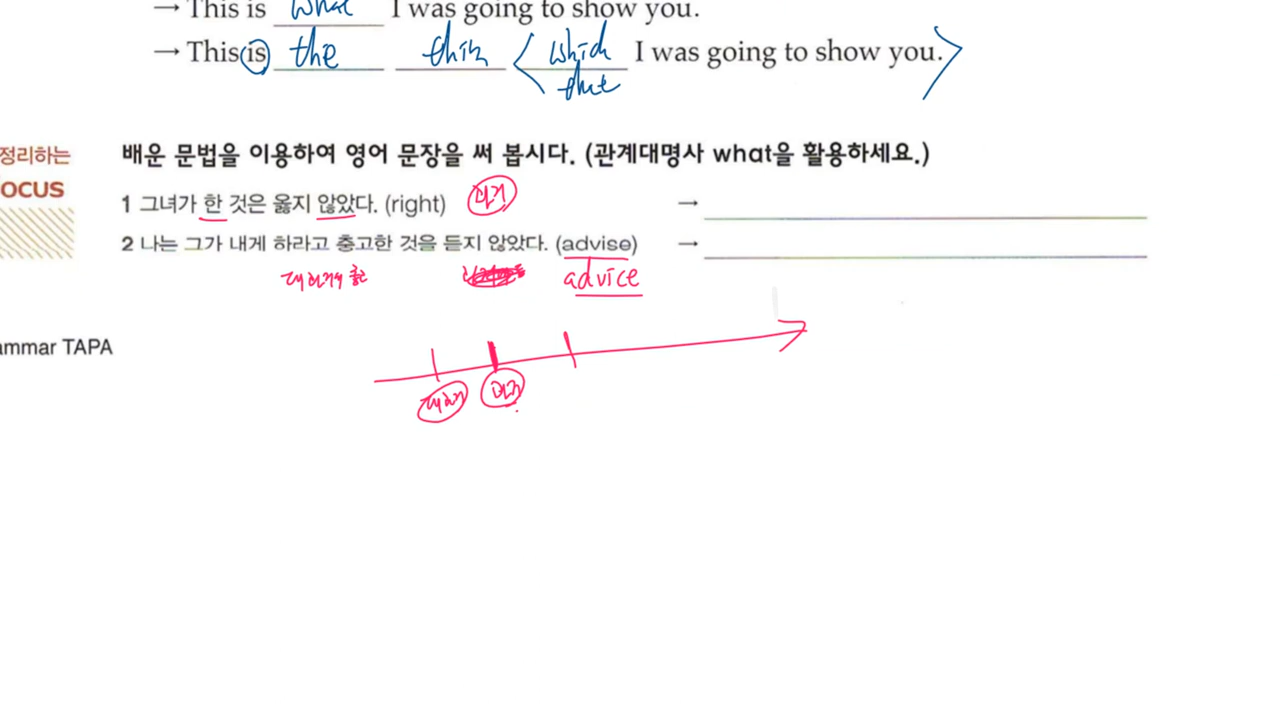 → This is what I was going to show you.
→ This is the thin which I was going to show you.
that
정리하는
OCUS
배운 문법을 이용하여 영어 문장을 써 봅시다. (관계대명사 what을 활용하세요.)
1 그녀가 한 것은 옳지 않았다. (right) 과거 →
2 나는 그가 내게 하라고 충고한 것을 듣지 않았다. (advise) →
advice
ammar TAPA
대과거 과거